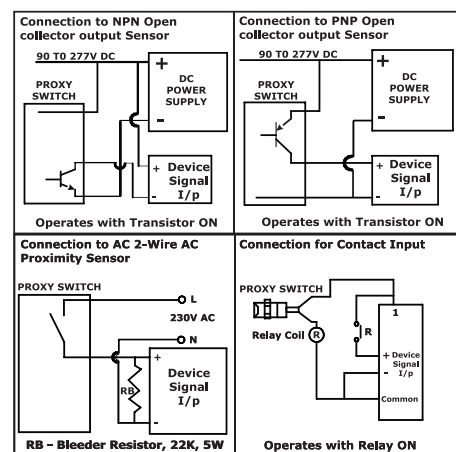 Connection to NPN Open
collector output Sensor
90 T0 277V DC
PROXY
SWITCH
+
DC
POWER
SUPPLY
-
+
-
Device
Signal
I/p
Operates with Transistor ON
Connection to PNP Open
collector output Sensor
90 T0 277V DC
PROXY
SWITCH
+
DC
POWER
SUPPLY
-
+
-
Device
Signal
I/p
Operates with Transistor ON
Connection to AC 2-Wire AC
Proximity Sensor
PROXY SWITCH
L
230V AC
N
+
-
RB
Device
Signal
I/p
RB – Bleeder Resistor, 22K, 5W
Connection for Contact Input
PROXY SWITCH
1
Relay Coil
R
R
+
-
Device
Signal
I/p
Common
Operates with Relay ON